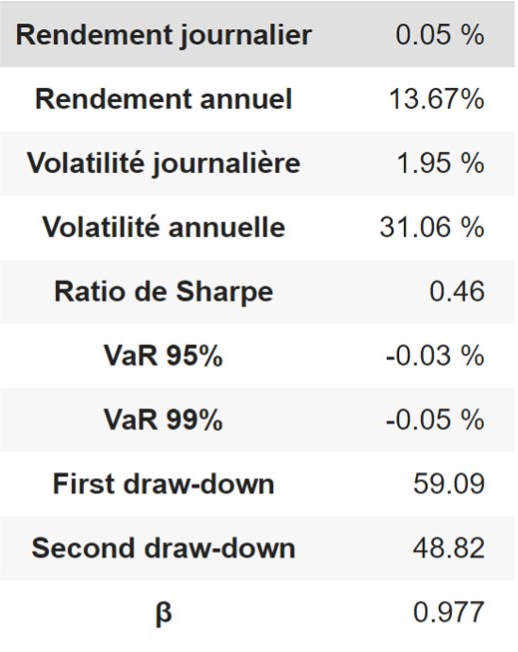 Rendement journalier 0.05 %
Rendement annuel 13.67%
Volatilité journalière 1.95 %
Volatilité annuelle 31.06 %
Ratio de Sharpe 0.46
VaR 95% -0.03 %
VaR 99% -0.05 %
First draw-down 59.09
Second draw-down 48.82
β 0.977